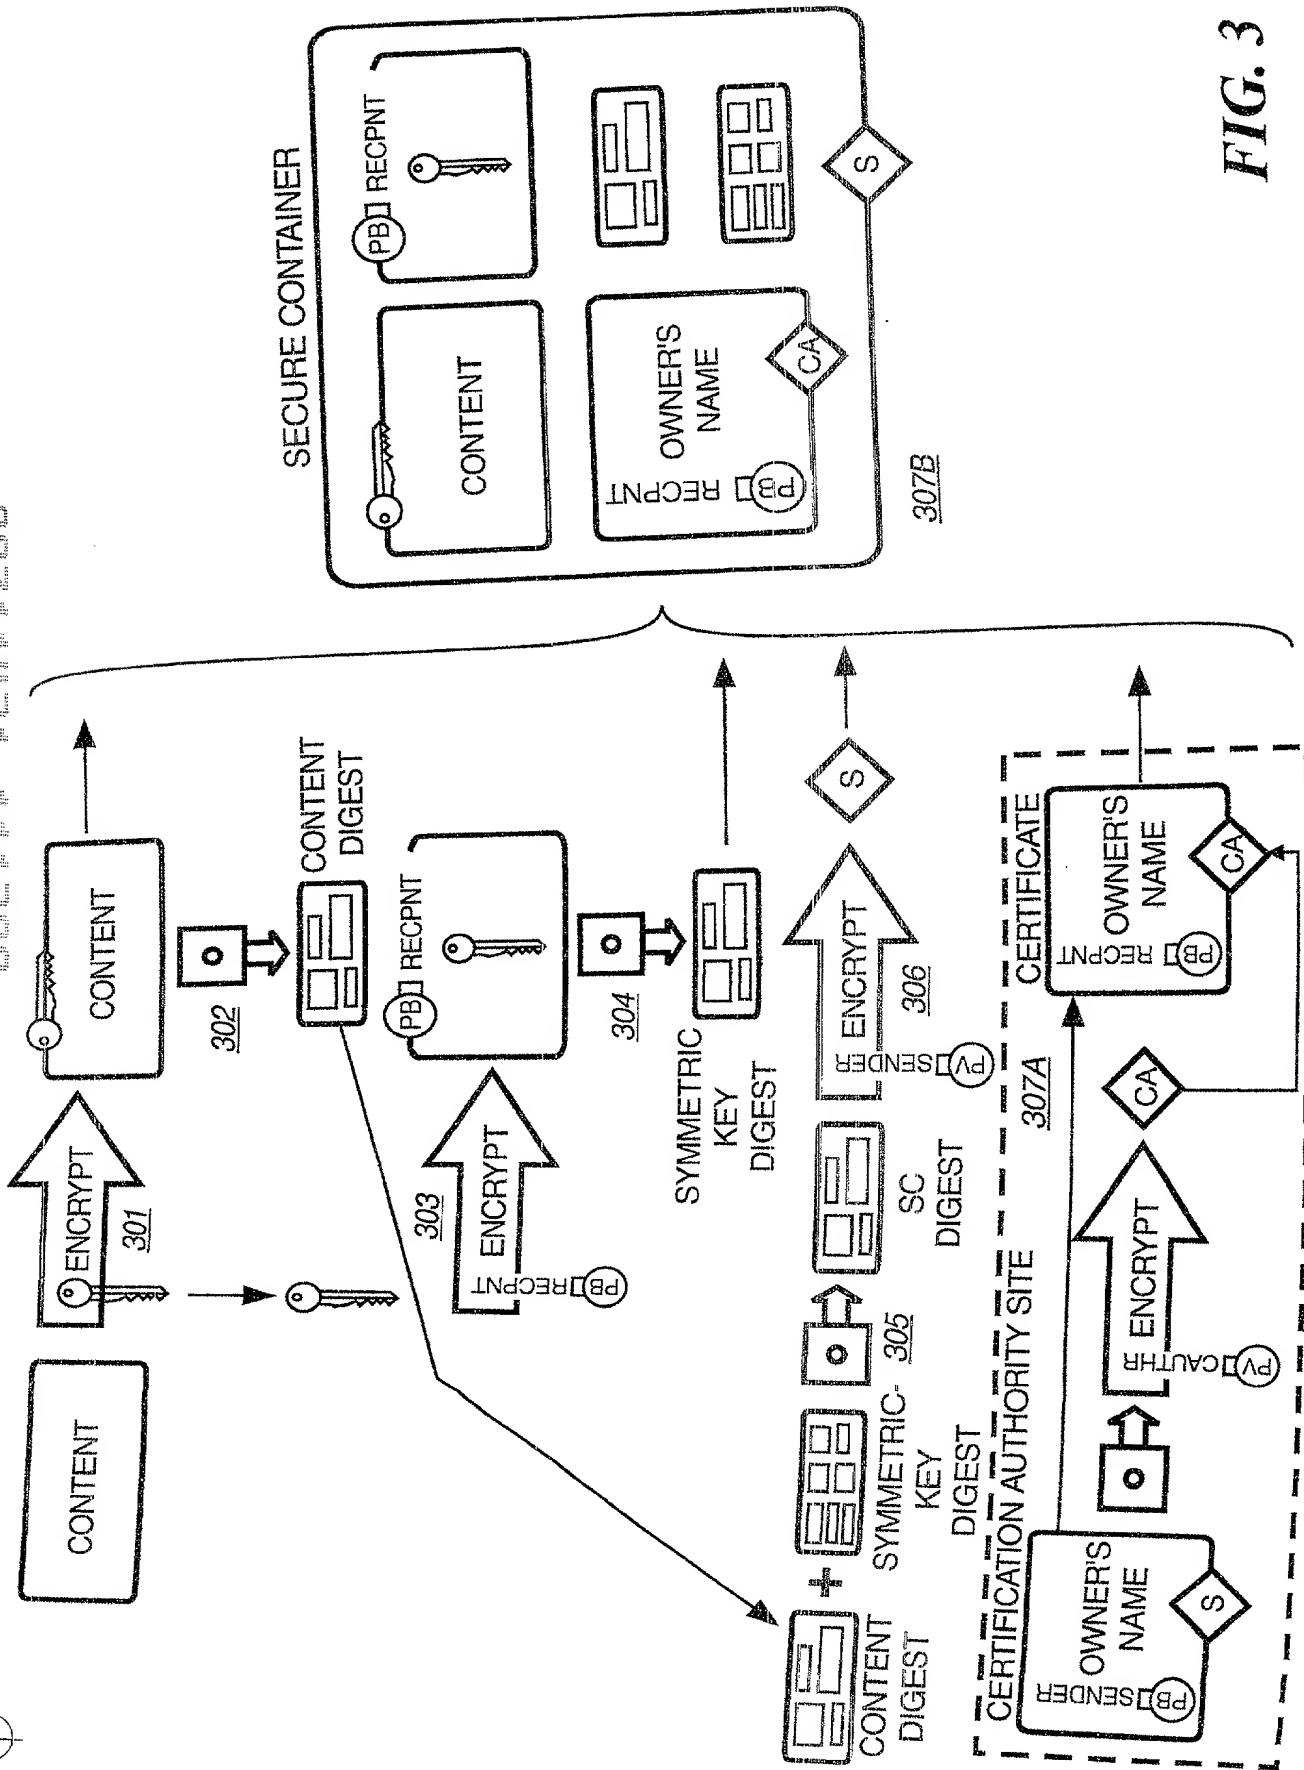 CONTENT
ENCRYPT
301
CONTENT
302
CONTENT
DIGEST
303
ENCRYPT
PB RECPNT
PB RECPNT
304
SYMMETRIC
KEY
DIGEST
CONTENT
DIGEST
+
SYMMETRIC-
KEY
DIGEST
305
SC
DIGEST
ENCRYPT
PV SENDER
306
S
CERTIFICATION AUTHORITY SITE
PB SENDER
OWNER'S
NAME
S
ENCRYPT
PV CAUTHR
CA
307A
CERTIFICATE
OWNER'S
NAME
PB RECPNT
CA
SECURE CONTAINER
CONTENT
PB RECPNT
OWNER'S
NAME
PB RECPNT
CA
S
307B
FIG. 3